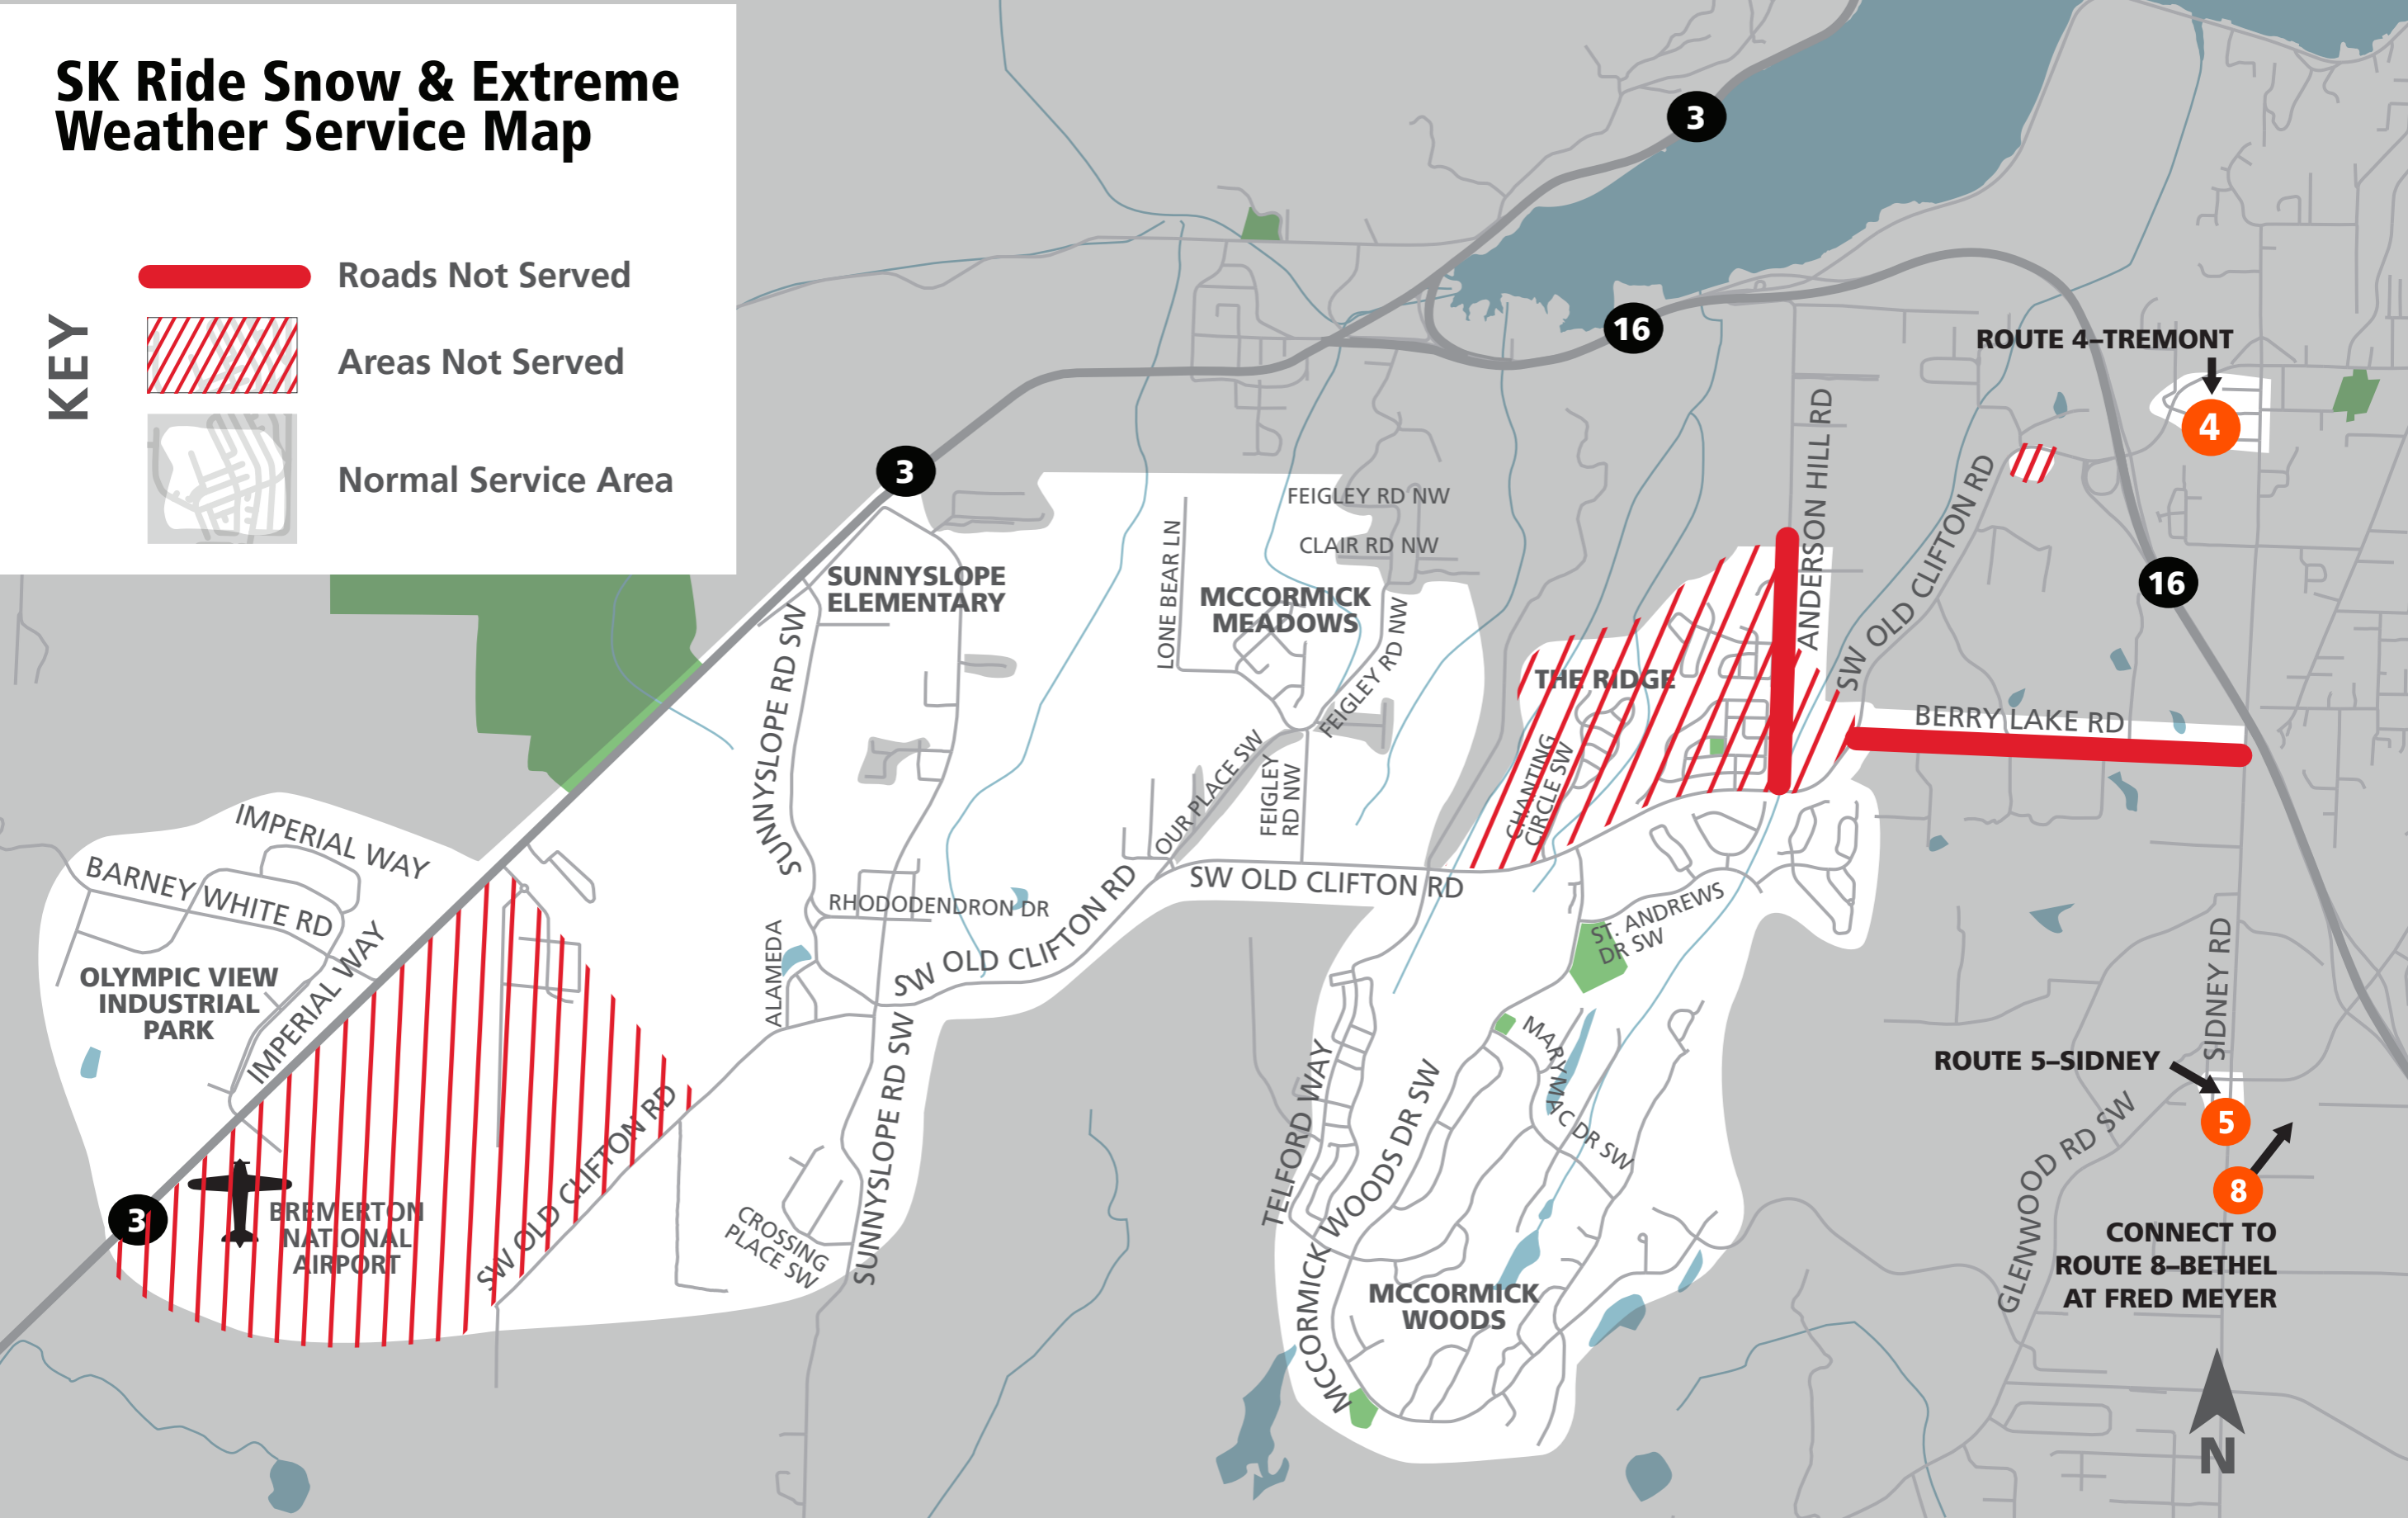 SK Ride Snow & Extreme
Weather Service Map
KEY
Roads Not Served
Areas Not Served
Normal Service Area
3
16
ROUTE 4–TREMONT
4
3
FEIGLEY RD NW
CLAIR RD NW
ANDERSON HILL RD
SW OLD CLIFTON RD
16
SUNNYSLOPE
ELEMENTARY
LONE BEAR LN
MCCORMICK
MEADOWS
FEIGLEY RD NW
THE RIDGE
SUNNYSLOPE RD SW
SUNNY
BERRY LAKE RD
OUR PLACE SW
FEIGLEY
RD NW
CHANTING
CIRCLE SW
IMPERIAL WAY
BARNEY WHITE RD
SW OLD CLIFTON RD
RHODODENDRON DR
ST. ANDREWS
DR SW
OLYMPIC VIEW
INDUSTRIAL
PARK
IMPERIAL WAY
ALAMEDA
SW OLD CLIFTON RD
SIDNEY RD
MARYMAC DR SW
ROUTE 5–SIDNEY
5
8
CONNECT TO
ROUTE 8–BETHEL
AT FRED MEYER
TELFORD WAY
MCCORMICK WOODS DR SW
SUNNYSLOPE RD SW
SW OLD CLIFTON RD
GLENWOOD RD SW
3
BREMERTON
NATIONAL
AIRPORT
CROSSING
PLACE SW
MCCORMICK
WOODS
N